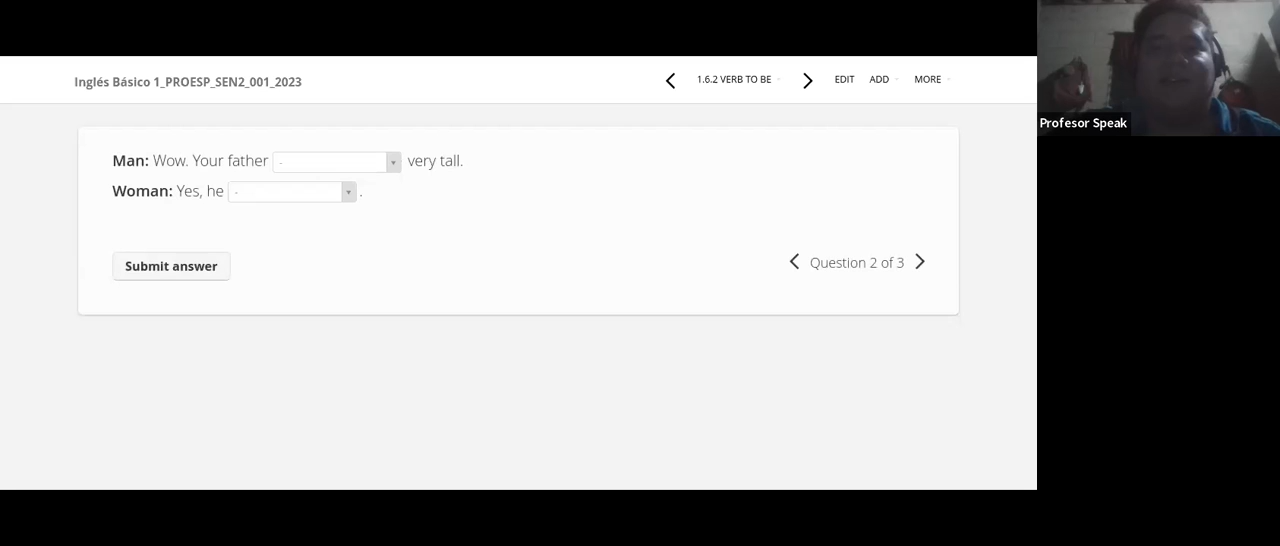 Inglés Básico 1_PROESP_SEN2_001_2023
1.6.2 VERB TO BE
EDIT
ADD
MORE
Profesor Speak
Man: Wow. Your father - very tall.
Woman: Yes, he - .
Submit answer
Question 2 of 3